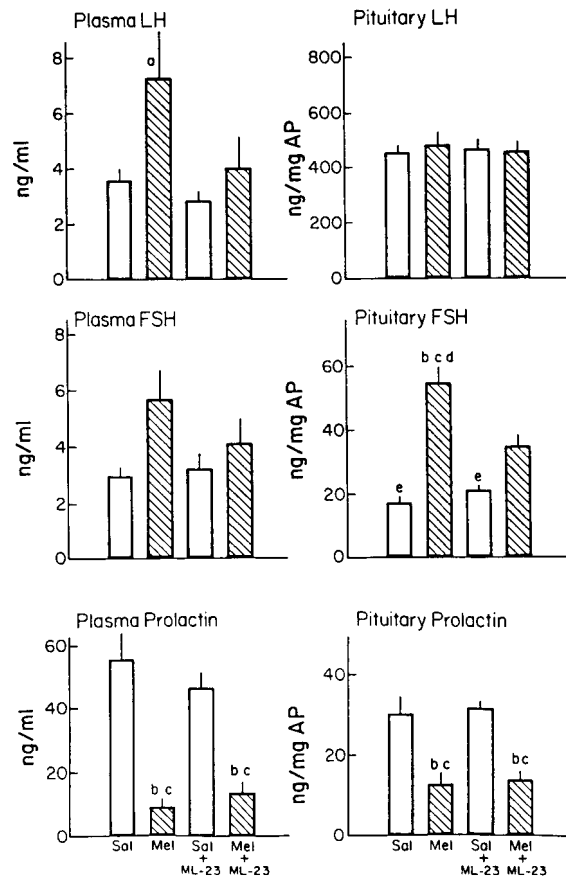 Plasma LH
8
6
4
2
0
ng/ml
a
Pituitary LH
800
600
400
200
0
ng/mg AP
Plasma FSH
8
6
4
2
0
ng/ml
Pituitary FSH
60
40
20
0
ng/mg AP
e
b c d
e
Plasma Prolactin
60
40
20
0
ng/ml
b c
b c
Sal
Mel
Sal
+
ML-23
Mel
+
ML-23
Pituitary Prolactin
40
20
0
ng/mg AP
b c
b c
Sal
Mel
Sal
+
ML-23
Mel
+
ML-23